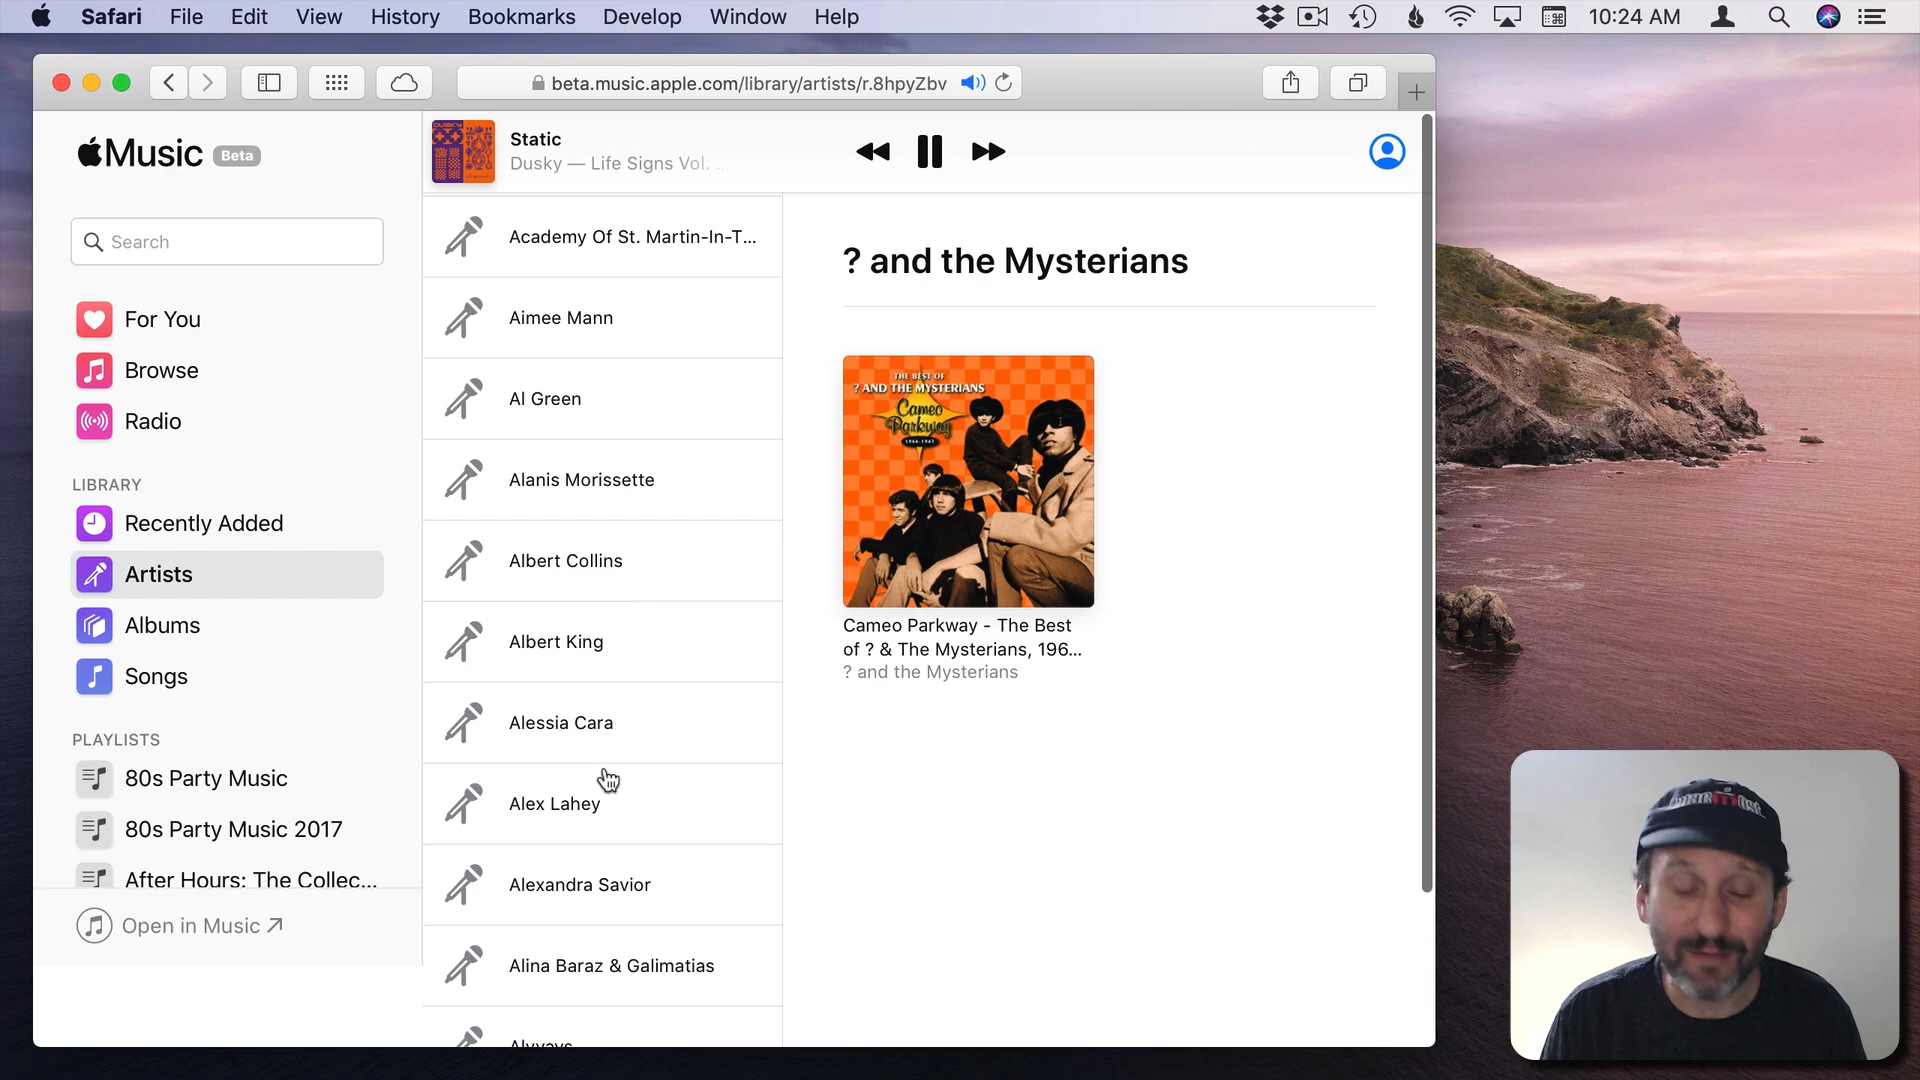 Safari File Edit View History Bookmarks Develop Window Help 10:24 AM
beta.music.apple.com/library/artists/r.8hpyZbv
Music Beta
Static
Dusky — Life Signs Vol. ...
Search
For You
Browse
Radio
LIBRARY
Recently Added
Artists
Albums
Songs
PLAYLISTS
80s Party Music
80s Party Music 2017
After Hours: The Collec...
Open in Music
Academy Of St. Martin-In-T...
Aimee Mann
Al Green
Alanis Morissette
Albert Collins
Albert King
Alessia Cara
Alex Lahey
Alexandra Savior
Alina Baraz & Galimatias
Alvvays
? and the Mysterians
THE BEST OF
? AND THE MYSTERIANS
Cameo
Parkway
1966-1967
Cameo Parkway - The Best
of ? & The Mysterians, 196...
? and the Mysterians